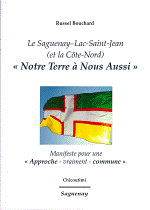 Russel Bouchard
Le Saguenay–Lac-Saint-Jean
(et la Côte-Nord)
« Notre Terre à Nous Aussi »
Manifeste pour une
« Approche - vraiment - commune »
Chicoutimi
Saguenay